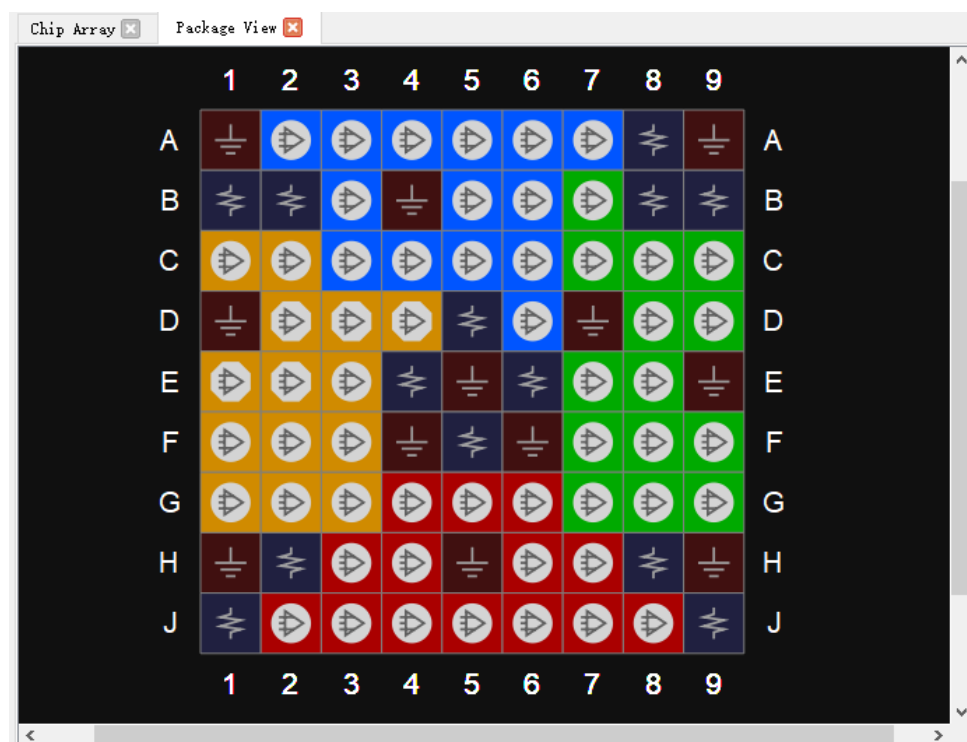 Chip Array Package View
1 2 3 4 5 6 7 8 9
A A
B B
C C
D D
E E
F F
G G
H H
J J
1 2 3 4 5 6 7 8 9